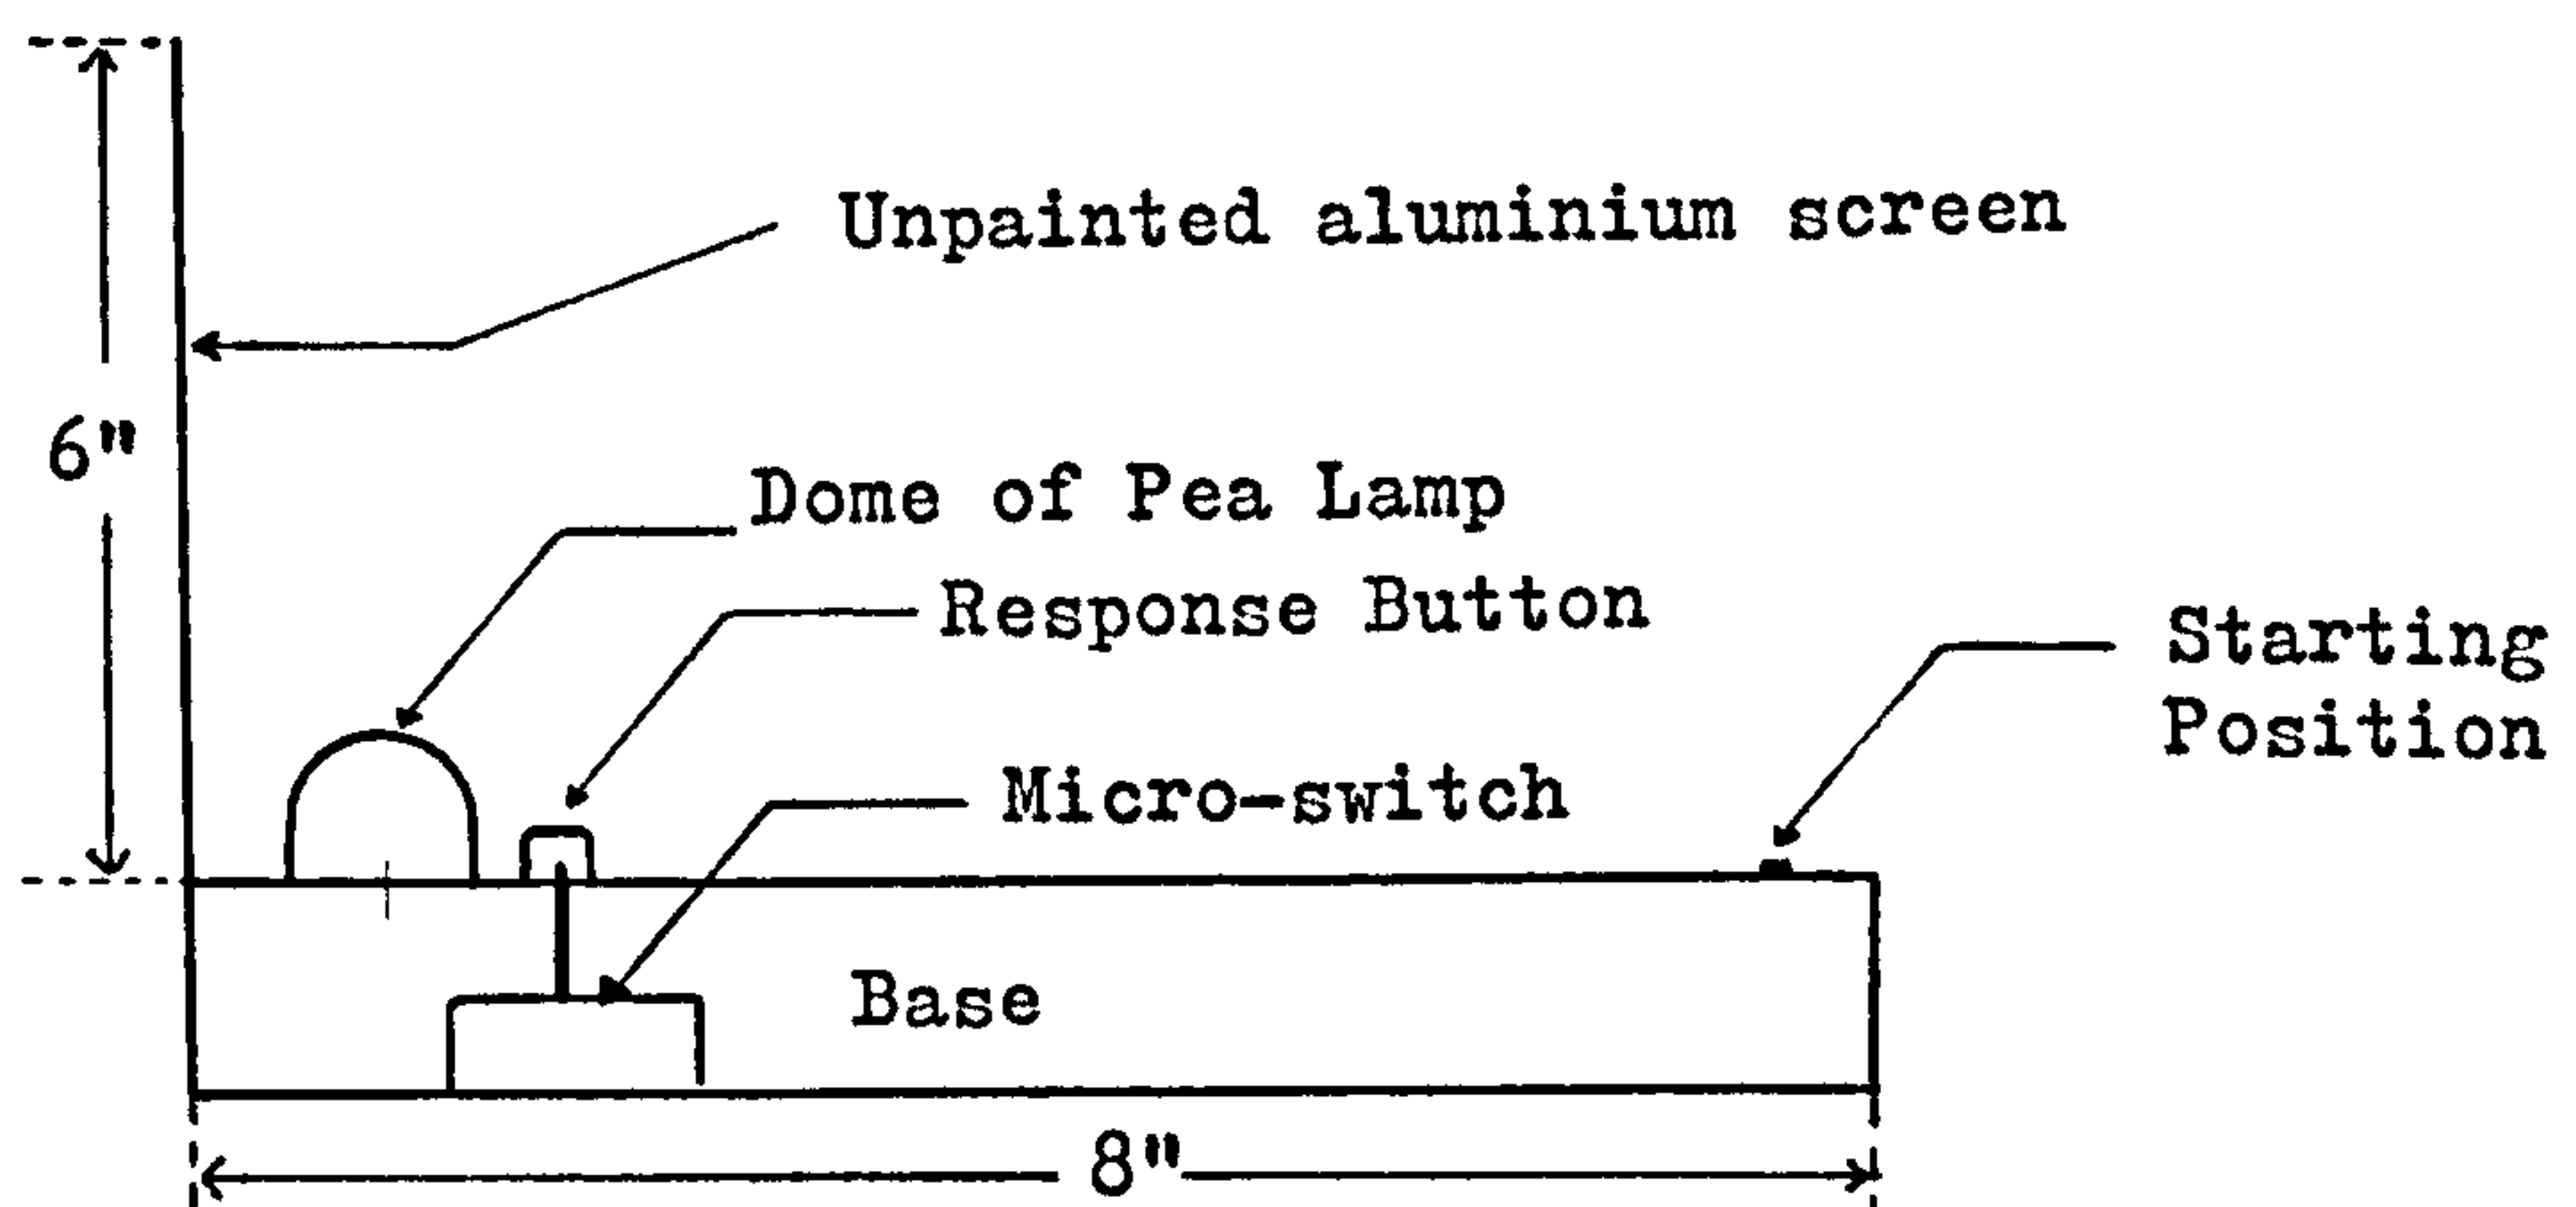 Unpainted aluminium screen
6"
Dome of Pea Lamp
Response Button
Starting
Position
Micro-switch
Base
8"